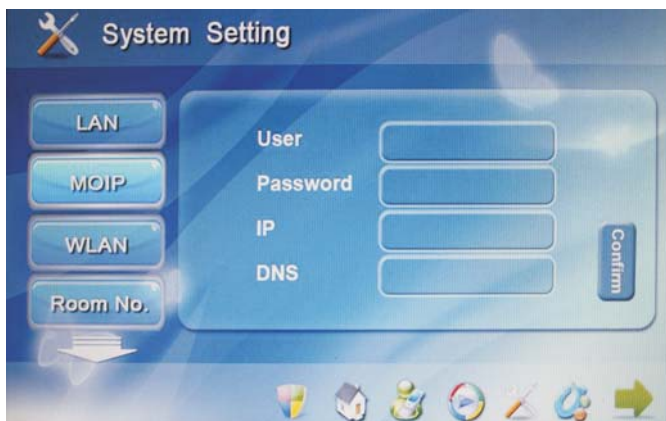 System Setting
LAN
MOIP
WLAN
Room No.
User
Password
IP
DNS
Confirm